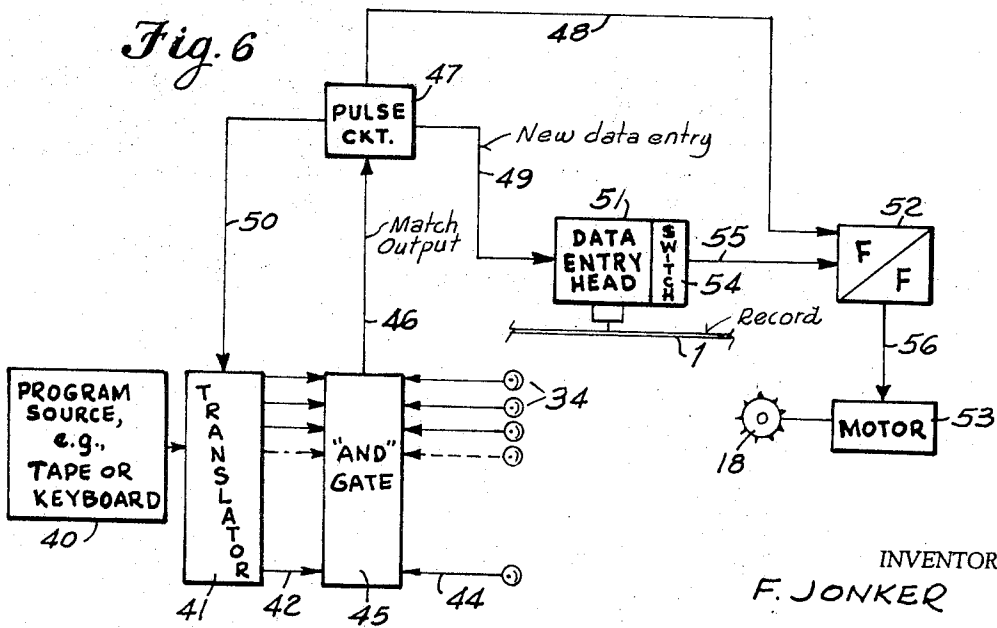 Fig. 6
48
47
PULSE
CKT.
New data entry
49
50
Match
Output
46
51
DATA
ENTRY
HEAD
SWITCH
54
55
52
F
F
Record
1
56
PROGRAM
SOURCE,
e.g.,
TAPE OR
KEYBOARD
40
TRANSLATOR
41
42
"AND"
GATE
45
34
44
18
MOTOR
53
INVENTOR
F. JONKER